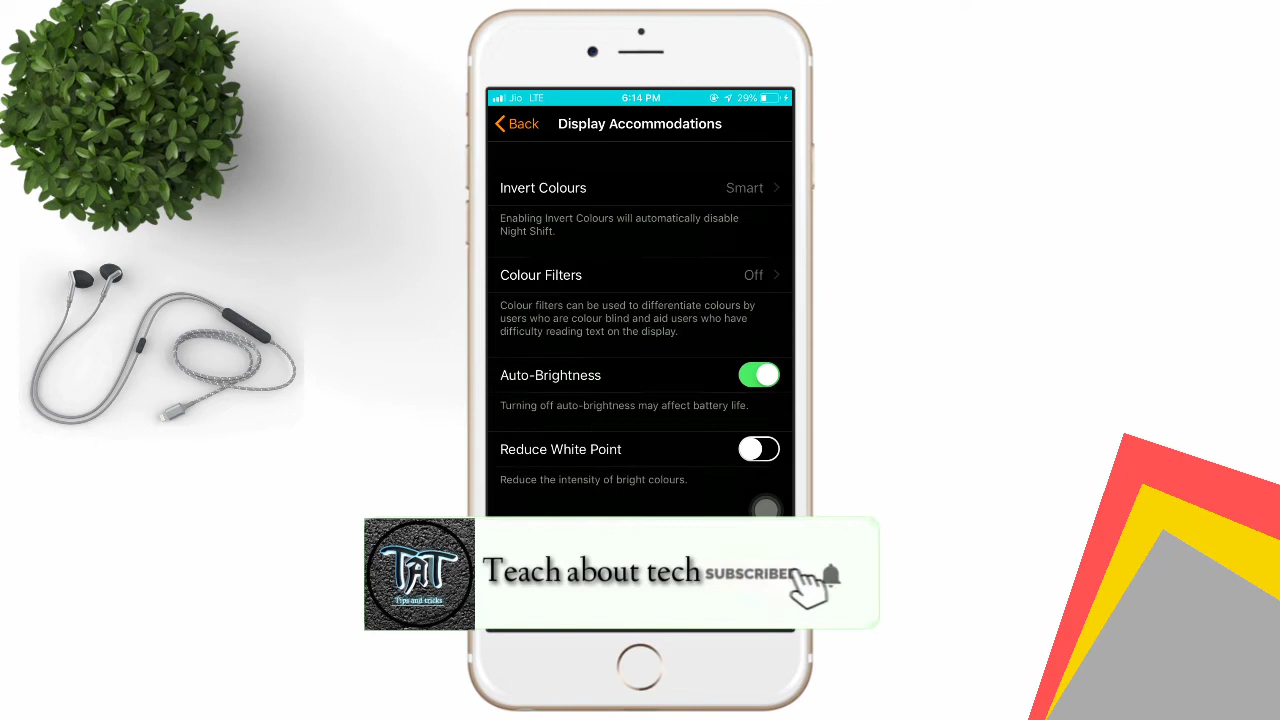 Jio LTE 6:14 PM 29%
Back Display Accommodations
Invert Colours Smart
Enabling Invert Colours will automatically disable
Night Shift.
Colour Filters Off
Colour filters can be used to differentiate colours by
users who are colour blind and aid users who have
difficulty reading text on the display.
Auto-Brightness
Turning off auto-brightness may affect battery life.
Reduce White Point
Reduce the intensity of bright colours.
TAT
Tips and tricks
Teach about tech SUBSCRIBED